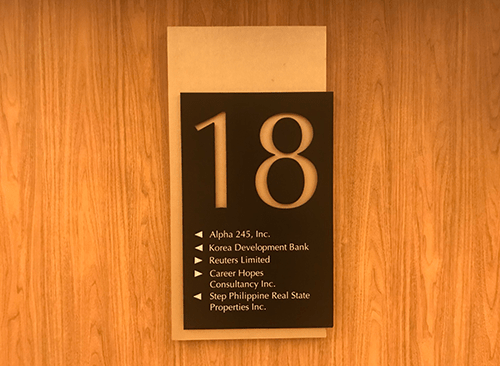 18
◄ Alpha 245, Inc.
◄ Korea Development Bank
► Reuters Limited
► Career Hopes
Consultancy Inc.
◄ Step Philippine Real State
Properties Inc.